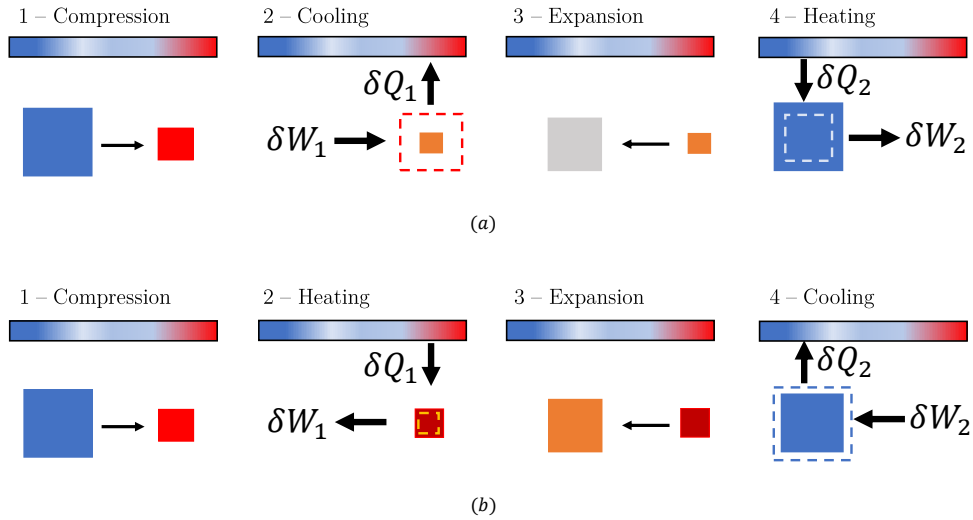 1 – Compression
2 – Cooling
3 – Expansion
4 – Heating
δQ₁
δQ₂
δW₁
δW₂
(a)
1 – Compression
2 – Heating
3 – Expansion
4 – Cooling
δQ₁
δQ₂
δW₁
δW₂
(b)